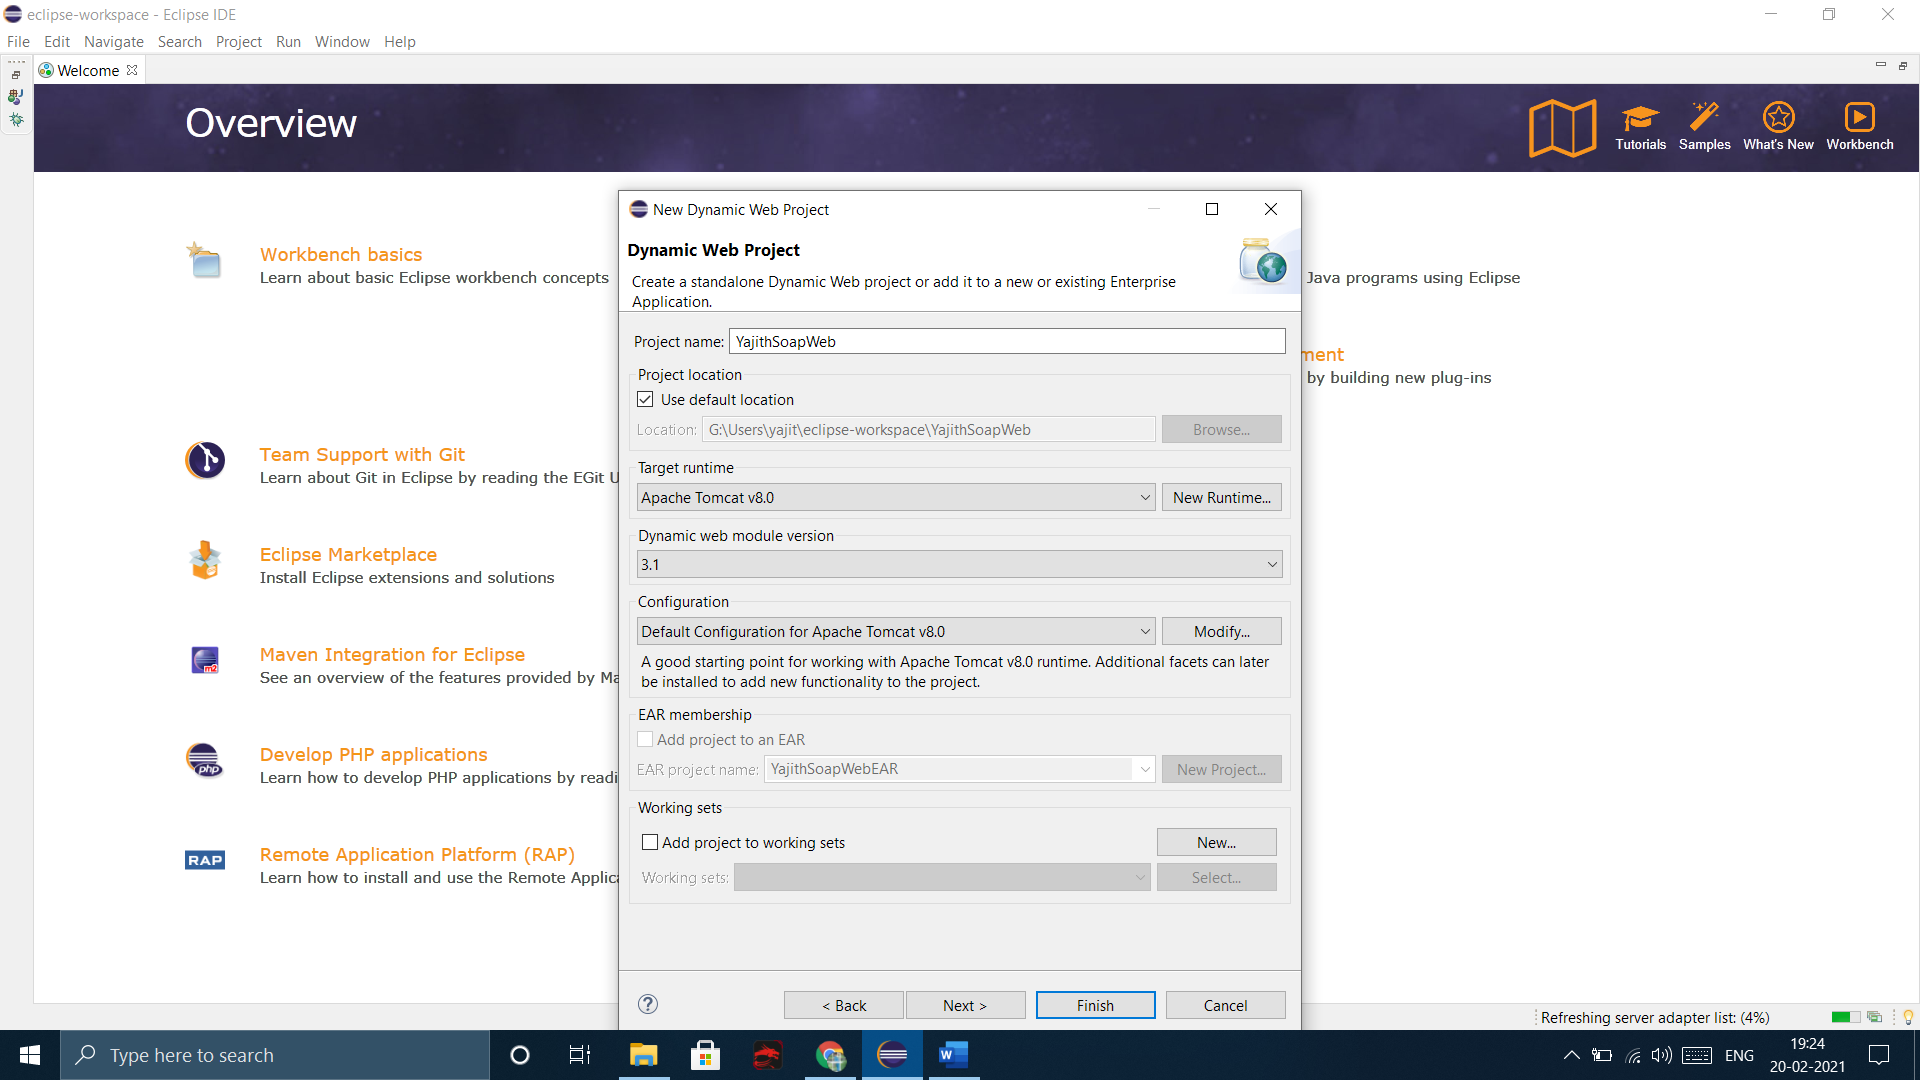 eclipse-workspace - Eclipse IDE
File Edit Navigate Search Project Run Window Help
Welcome
Overview
Tutorials Samples What's New Workbench
Workbench basics
Learn about basic Eclipse workbench concepts
Java programs using Eclipse
ment
by building new plug-ins
Team Support with Git
Learn about Git in Eclipse by reading the EGit U
Eclipse Marketplace
Install Eclipse extensions and solutions
Maven Integration for Eclipse
See an overview of the features provided by Ma
m2
Develop PHP applications
Learn how to develop PHP applications by readi
php
Remote Application Platform (RAP)
Learn how to install and use the Remote Applica
RAP
New Dynamic Web Project
Dynamic Web Project
Create a standalone Dynamic Web project or add it to a new or existing Enterprise
Application.
Project name: YajithSoapWeb
Project location
Use default location
Location: G:\Users\yajit\eclipse-workspace\YajithSoapWeb Browse...
Target runtime
Apache Tomcat v8.0 New Runtime...
Dynamic web module version
3.1
Configuration
Default Configuration for Apache Tomcat v8.0 Modify...
A good starting point for working with Apache Tomcat v8.0 runtime. Additional facets can later
be installed to add new functionality to the project.
EAR membership
Add project to an EAR
EAR project name: YajithSoapWebEAR New Project...
Working sets
Add project to working sets New...
Working sets: Select...
? < Back Next > Finish Cancel
Refreshing server adapter list: (4%)
Type here to search
W
ENG
19:24
20-02-2021